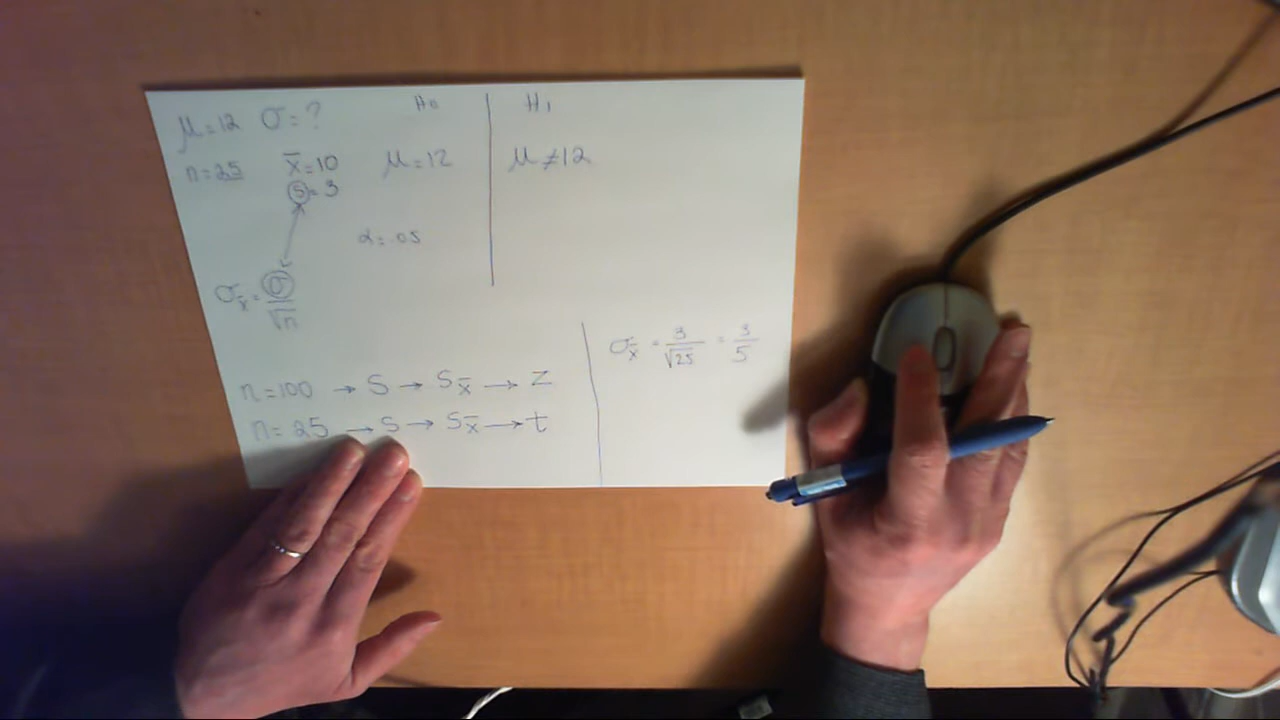 μ=12 σ=?
n=25 x̄=10
s=3
H₀ H₁
μ=12 μ≠12
α=.05
σx̄ = σ/√n
n=100 → S → Sx̄ → Z
n=25 → S → Sx̄ → t
σx̄ = 3/√25 = 3/5